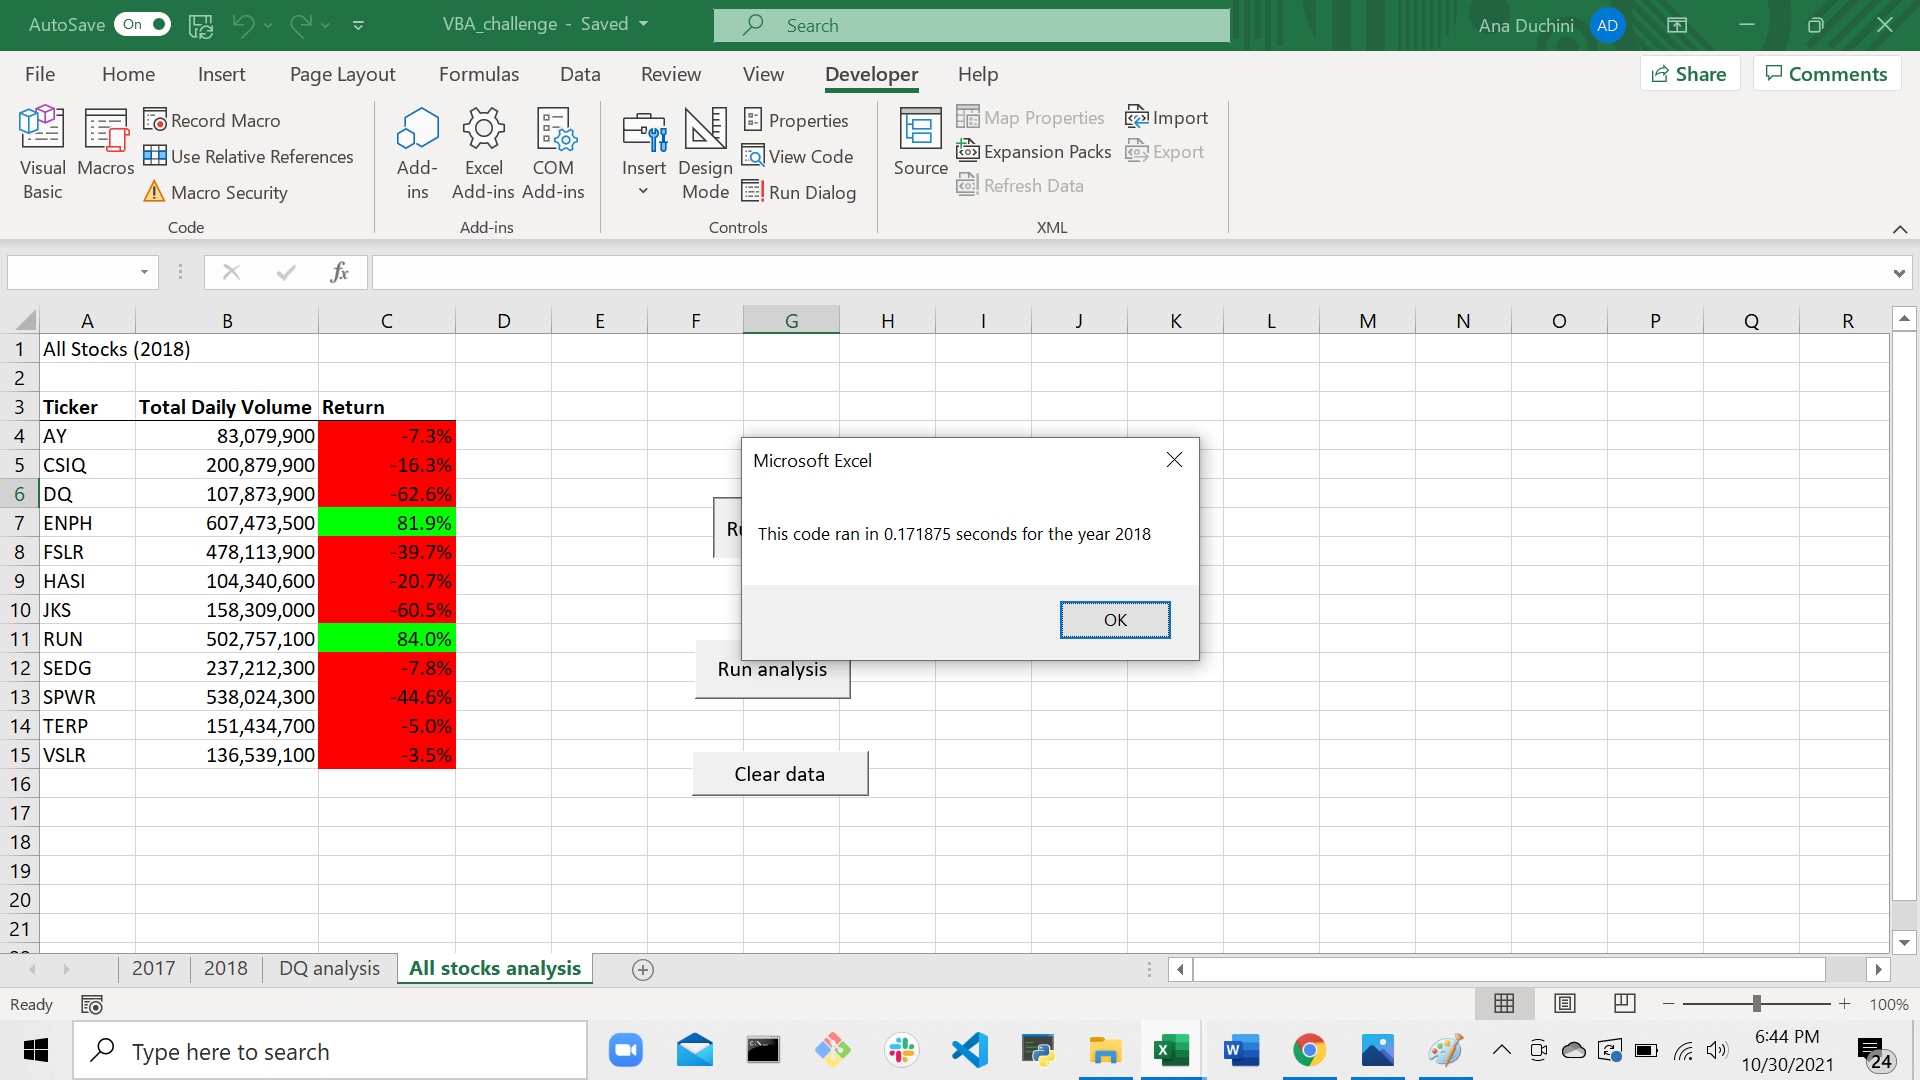 AutoSave On VBA_challenge - Saved Search Ana Duchini AD
File Home Insert Page Layout Formulas Data Review View Developer Help Share Comments
Visual Basic
Macros
Record Macro
Use Relative References
Macro Security
Code
Add-ins
Excel Add-ins
COM Add-ins
Add-ins
Insert
Design Mode
Properties
View Code
Run Dialog
Controls
Source
Map Properties
Expansion Packs
Refresh Data
Import
Export
XML
fx
A B C D E F G H I J K L M N O P Q R
1 All Stocks (2018)
2
3 Ticker Total Daily Volume Return
4 AY 83,079,900 -7.3%
5 CSIQ 200,879,900 -16.3%
6 DQ 107,873,900 -62.6%
7 ENPH 607,473,500 81.9%
8 FSLR 478,113,900 -39.7%
9 HASI 104,340,600 -20.7%
10 JKS 158,309,000 -60.5%
11 RUN 502,757,100 84.0%
12 SEDG 237,212,300 -7.8%
13 SPWR 538,024,300 -44.6%
14 TERP 151,434,700 -5.0%
15 VSLR 136,539,100 -3.5%
16
17
18
19
20
21
Microsoft Excel
This code ran in 0.171875 seconds for the year 2018
OK
Run analysis
Clear data
2017 2018 DQ analysis All stocks analysis
Ready 100%
Type here to search
6:44 PM
10/30/2021
24